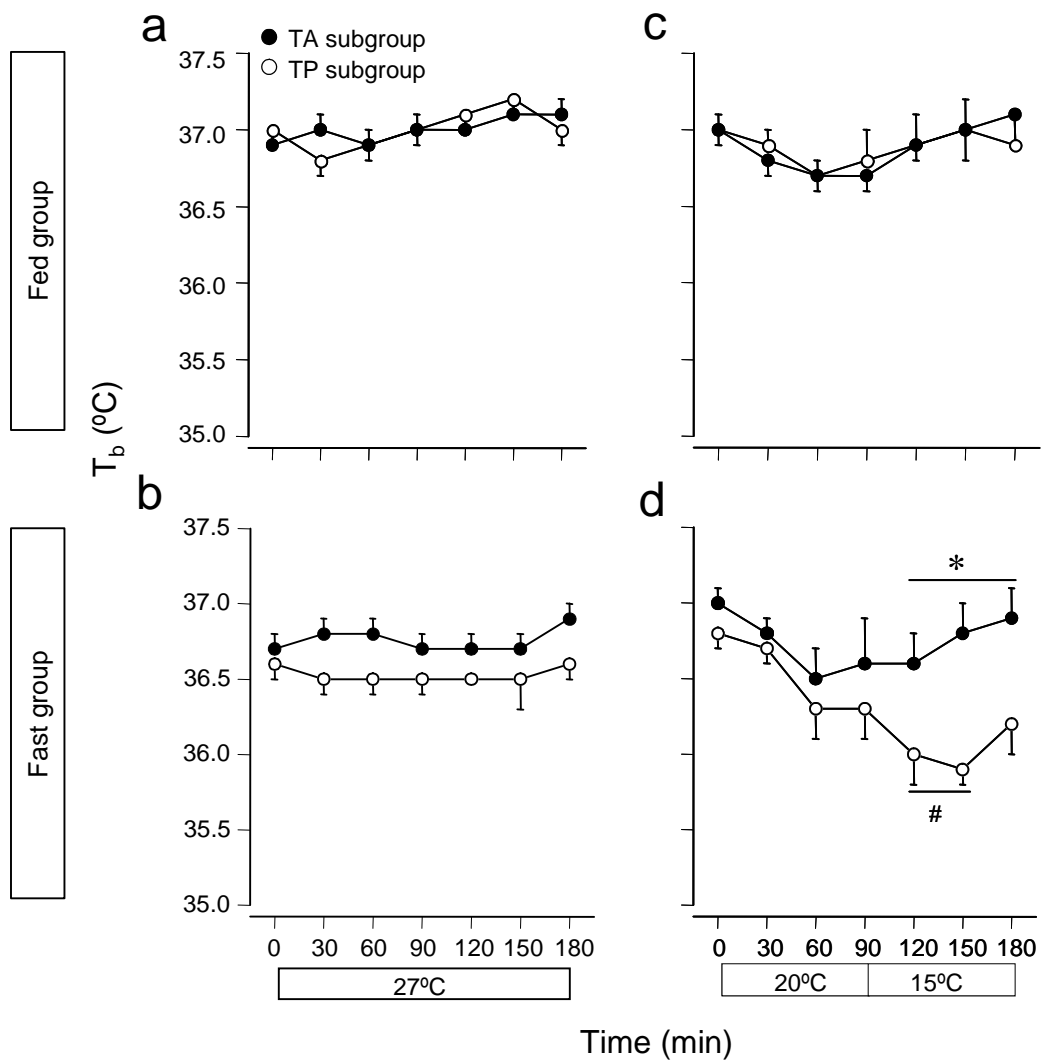 a
TA subgroup
TP subgroup
c
37.5
37.0
36.5
36.0
35.5
35.0
Fed group
Tb (ºC)
b
d
37.5
37.0
36.5
36.0
35.5
35.0
Fast group
*
#
0 30 60 90 120 150 180
0 30 60 90 120 150 180
27ºC
20ºC 15ºC
Time (min)